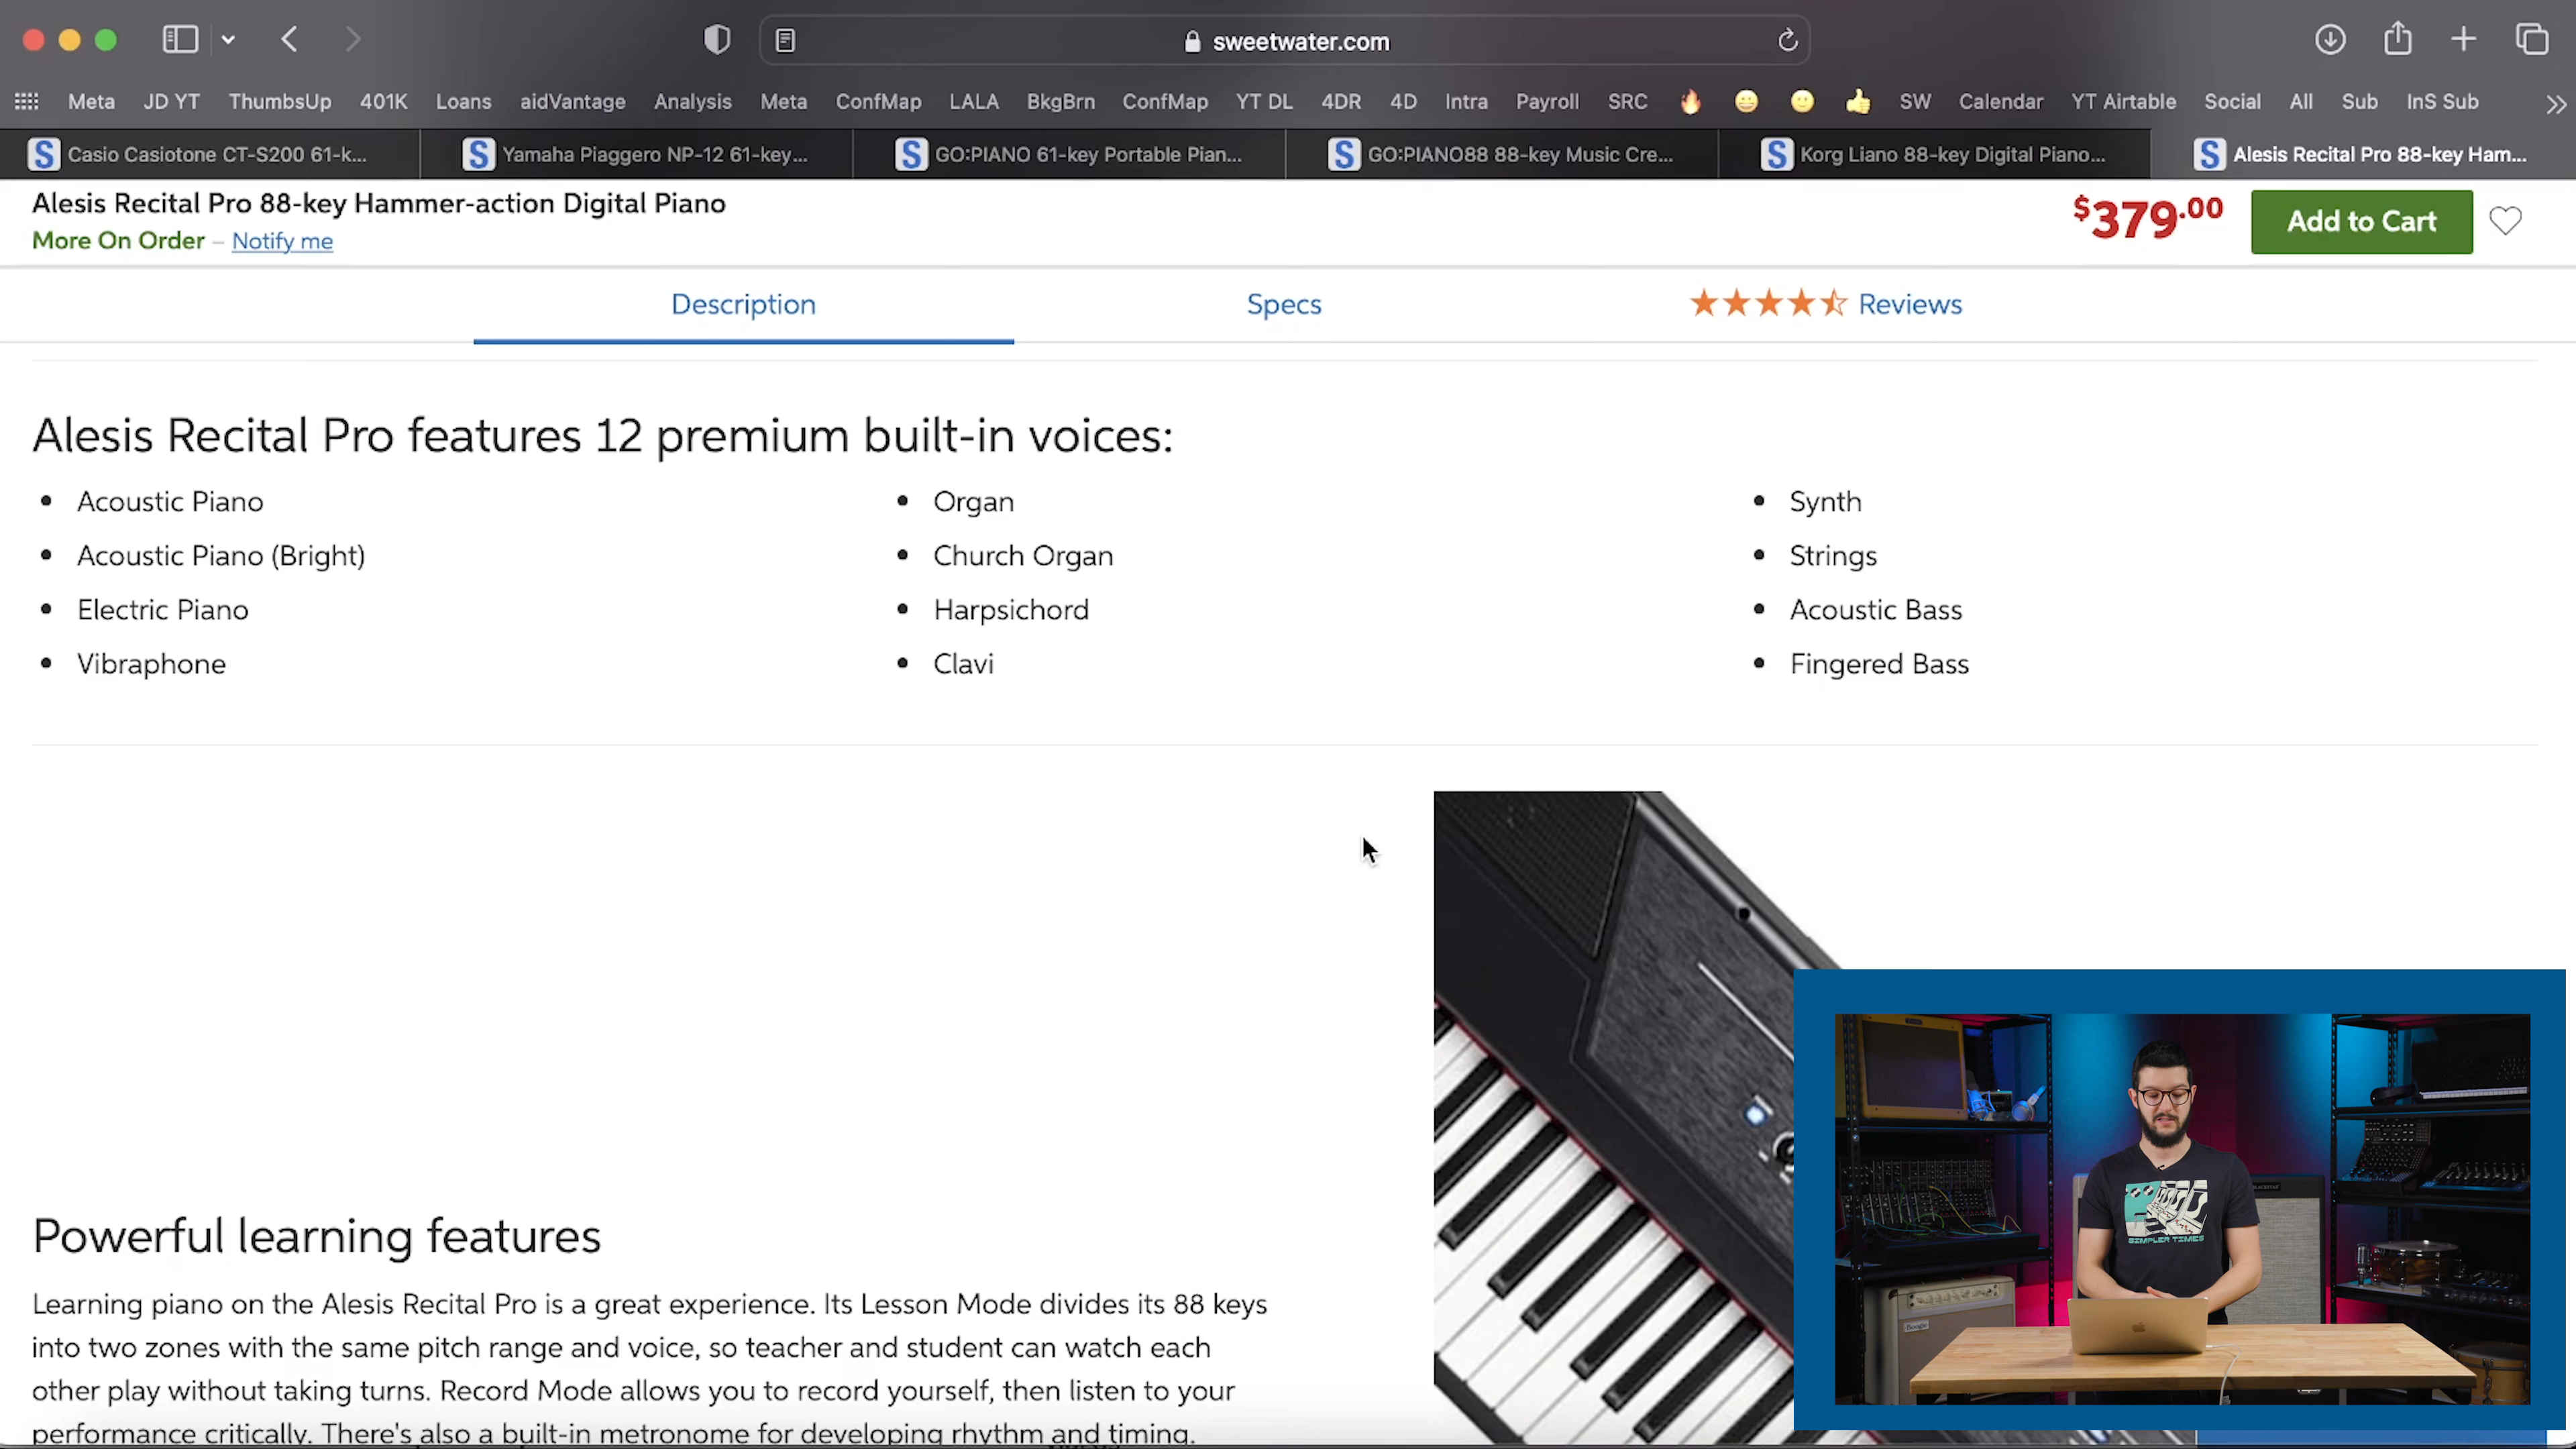 sweetwater.com
Meta JD YT ThumbsUp 401K Loans aidVantage Analysis Meta ConfMap LALA BkgBrn ConfMap YT DL 4DR 4D Intra Payroll SRC 🔥 😄 🙂 👍 SW Calendar YT Airtable Social All Sub InS Sub
S Casio Casiotone CT-S200 61-k... S Yamaha Piaggero NP-12 61-key... S GO:PIANO 61-key Portable Pian... S GO:PIANO88 88-key Music Cre... S Korg Liano 88-key Digital Piano... S Alesis Recital Pro 88-key Ham...
Alesis Recital Pro 88-key Hammer-action Digital Piano
More On Order – Notify me
$379.00 Add to Cart
Description Specs Reviews
Alesis Recital Pro features 12 premium built-in voices:
• Acoustic Piano
• Acoustic Piano (Bright)
• Electric Piano
• Vibraphone
• Organ
• Church Organ
• Harpsichord
• Clavi
• Synth
• Strings
• Acoustic Bass
• Fingered Bass
Powerful learning features
Learning piano on the Alesis Recital Pro is a great experience. Its Lesson Mode divides its 88 keys
into two zones with the same pitch range and voice, so teacher and student can watch each
other play without taking turns. Record Mode allows you to record yourself, then listen to your
performance critically. There's also a built-in metronome for developing rhythm and timing.
SIMPLER TIMES